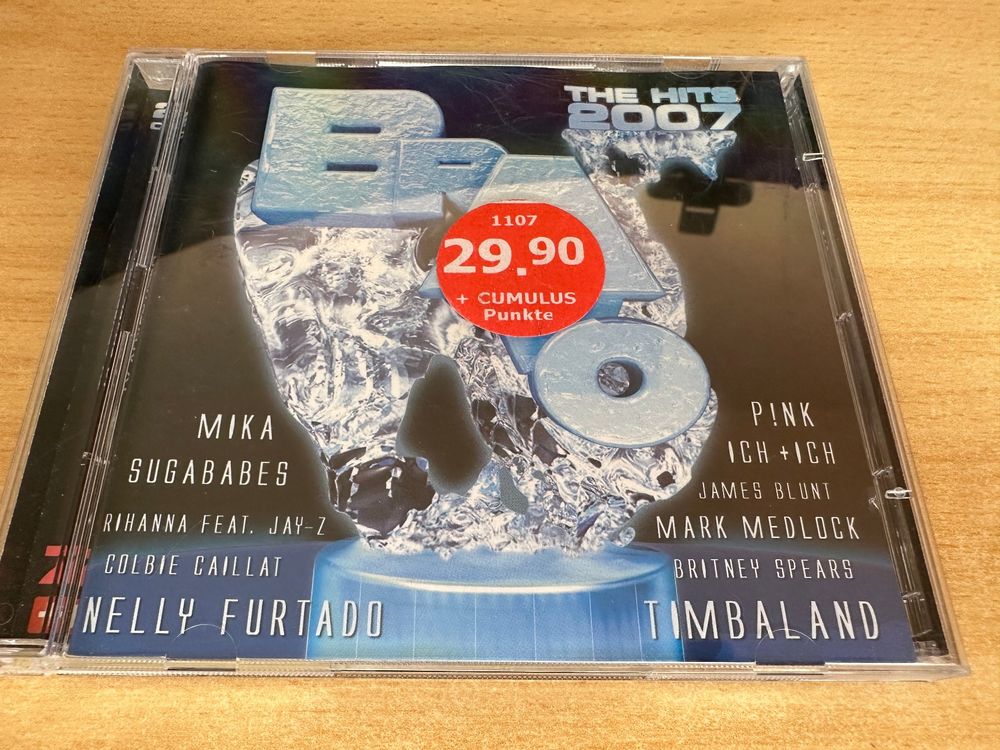 THE HITS
2007
BRAVO
1107
29.90
+ CUMULUS
Punkte
MIKA
SUGABABES
RIHANNA FEAT. JAY-Z
COLBIE CAILLAT
NELLY FURTADO
P!NK
ICH + ICH
JAMES BLUNT
MARK MEDLOCK
BRITNEY SPEARS
TIMBALAND